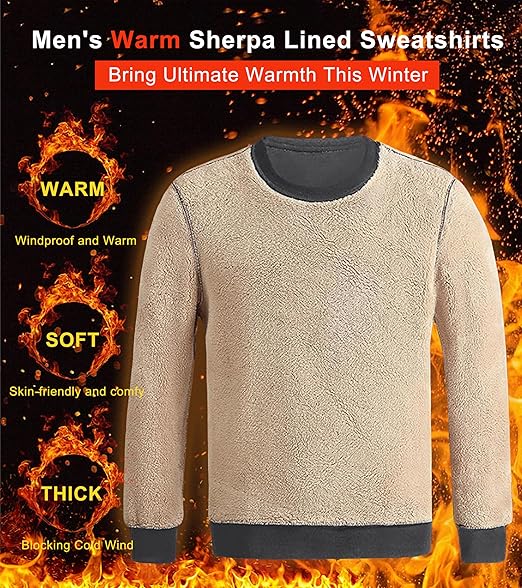 Men's Warm Sherpa Lined Sweatshirts
Bring Ultimate Warmth This Winter
WARM
Windproof and Warm
SOFT
Skin-friendly and comfy
THICK
Blocking Cold Wind